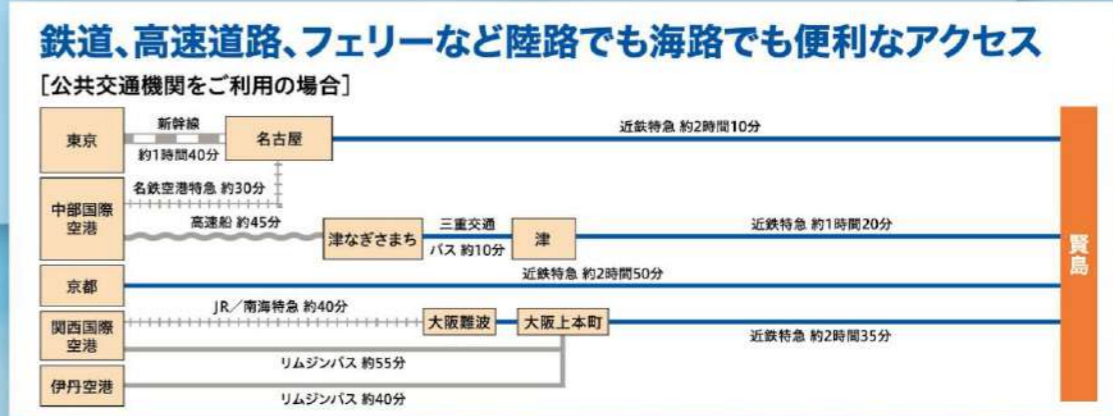 鉄道、高速道路、フェリーなど陸路でも海路でも便利なアクセス
［公共交通機関をご利用の場合］
東京
新幹線
約1時間40分
名古屋
近鉄特急 約2時間10分
中部国際
空港
名鉄空港特急 約30分
高速船 約45分
津なぎさまち
三重交通
バス 約10分
津
近鉄特急 約1時間20分
京都
近鉄特急 約2時間50分
関西国際
空港
JR／南海特急 約40分
大阪難波
大阪上本町
近鉄特急 約2時間35分
リムジンバス 約55分
伊丹空港
リムジンバス 約40分
賢島